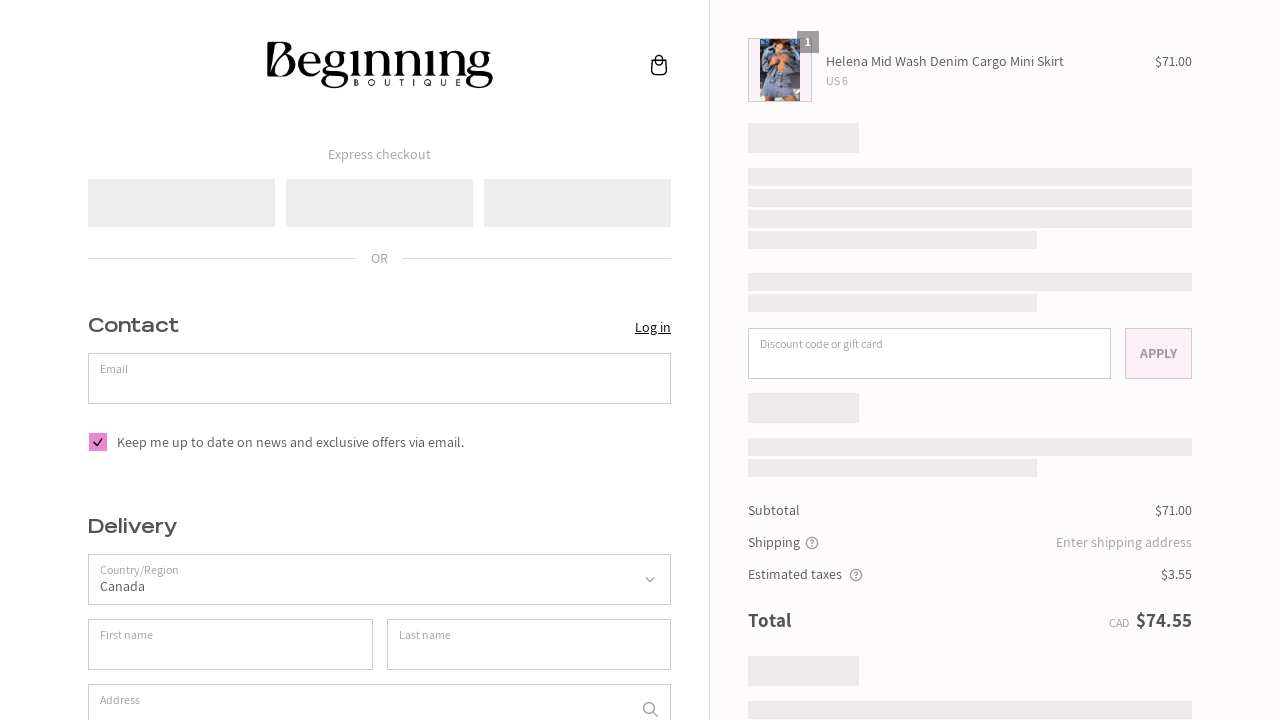 Beginning
BOUTIQUE
Express checkout
OR
Contact
Log in
Email
Keep me up to date on news and exclusive offers via email.
Delivery
Country/Region
Canada
First name
Last name
Address
1
Helena Mid Wash Denim Cargo Mini Skirt
$71.00
US 6
Discount code or gift card
APPLY
Subtotal
$71.00
Shipping
Enter shipping address
Estimated taxes
$3.55
Total
CAD $74.55